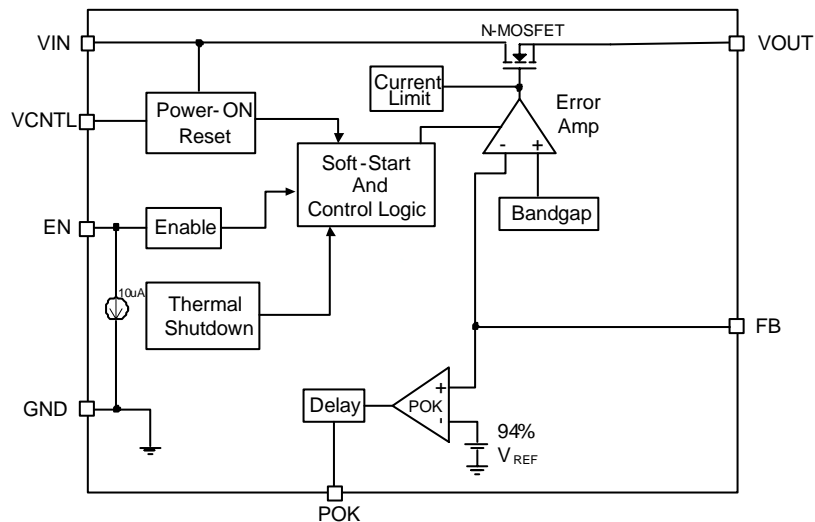 N-MOSFET
VIN
VOUT
Current
Limit
Error
Amp
VCNTL
Power-ON
Reset
- +
Soft-Start
And
Control Logic
Bandgap
EN
Enable
10uA
Thermal
Shutdown
FB
GND
Delay
POK
+
-
94%
VREF
POK